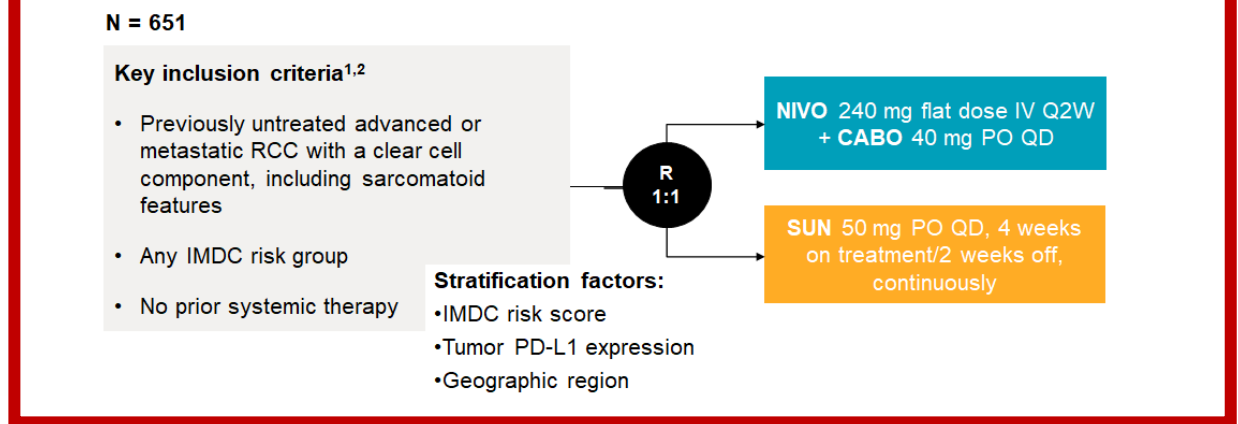 N = 651
Key inclusion criteria1,2
• Previously untreated advanced or
metastatic RCC with a clear cell
component, including sarcomatoid
features
• Any IMDC risk group
• No prior systemic therapy
R
1:1
NIVO 240 mg flat dose IV Q2W
+ CABO 40 mg PO QD
SUN 50 mg PO QD, 4 weeks
on treatment/2 weeks off,
continuously
Stratification factors:
•IMDC risk score
•Tumor PD-L1 expression
•Geographic region